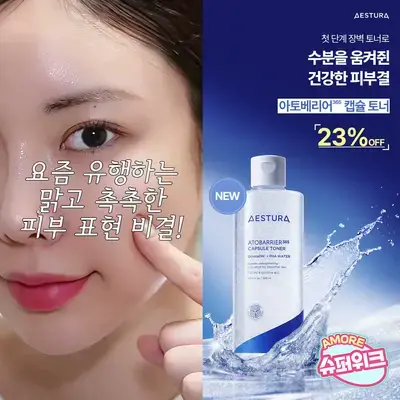 요즘 유행하는
맑고 촉촉한
피부 표현 비결!
AESTURA
첫 단계 장벽 토너로
수분을 움켜쥔
건강한 피부결
아토베리어365 캡슐 토너
23%OFF
NEW
AESTURA
ATOBARRIER365
CAPSULE TONER
AMORE
슈퍼위크